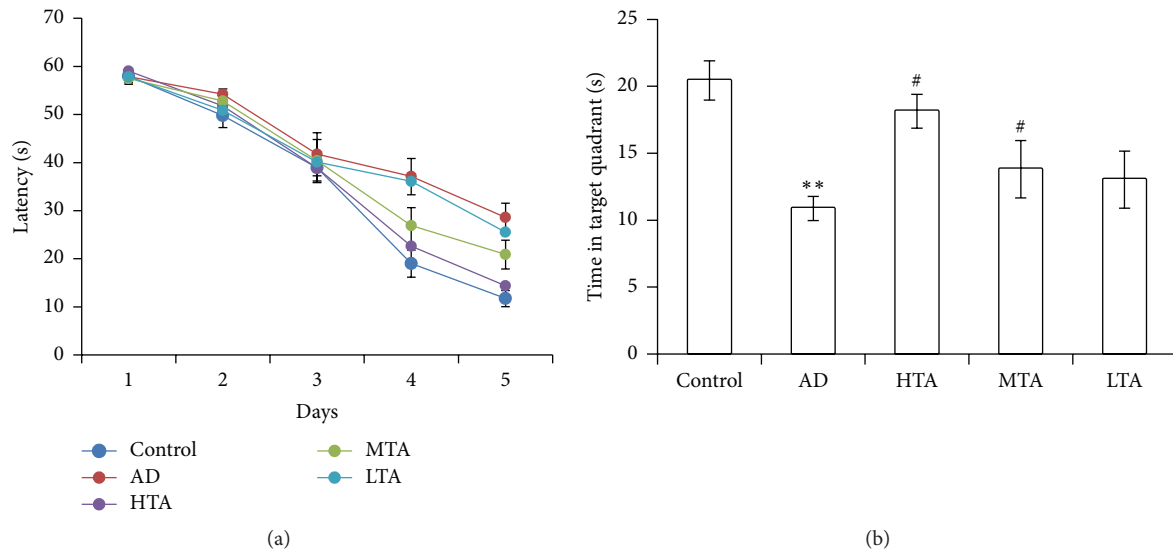 70
60
50
40
30
20
10
0
Latency (s)
1 2 3 4 5
Days
Control
AD
HTA
MTA
LTA
(a)
25
20
15
10
5
0
Time in target quadrant (s)
**
#
#
Control AD HTA MTA LTA
(b)